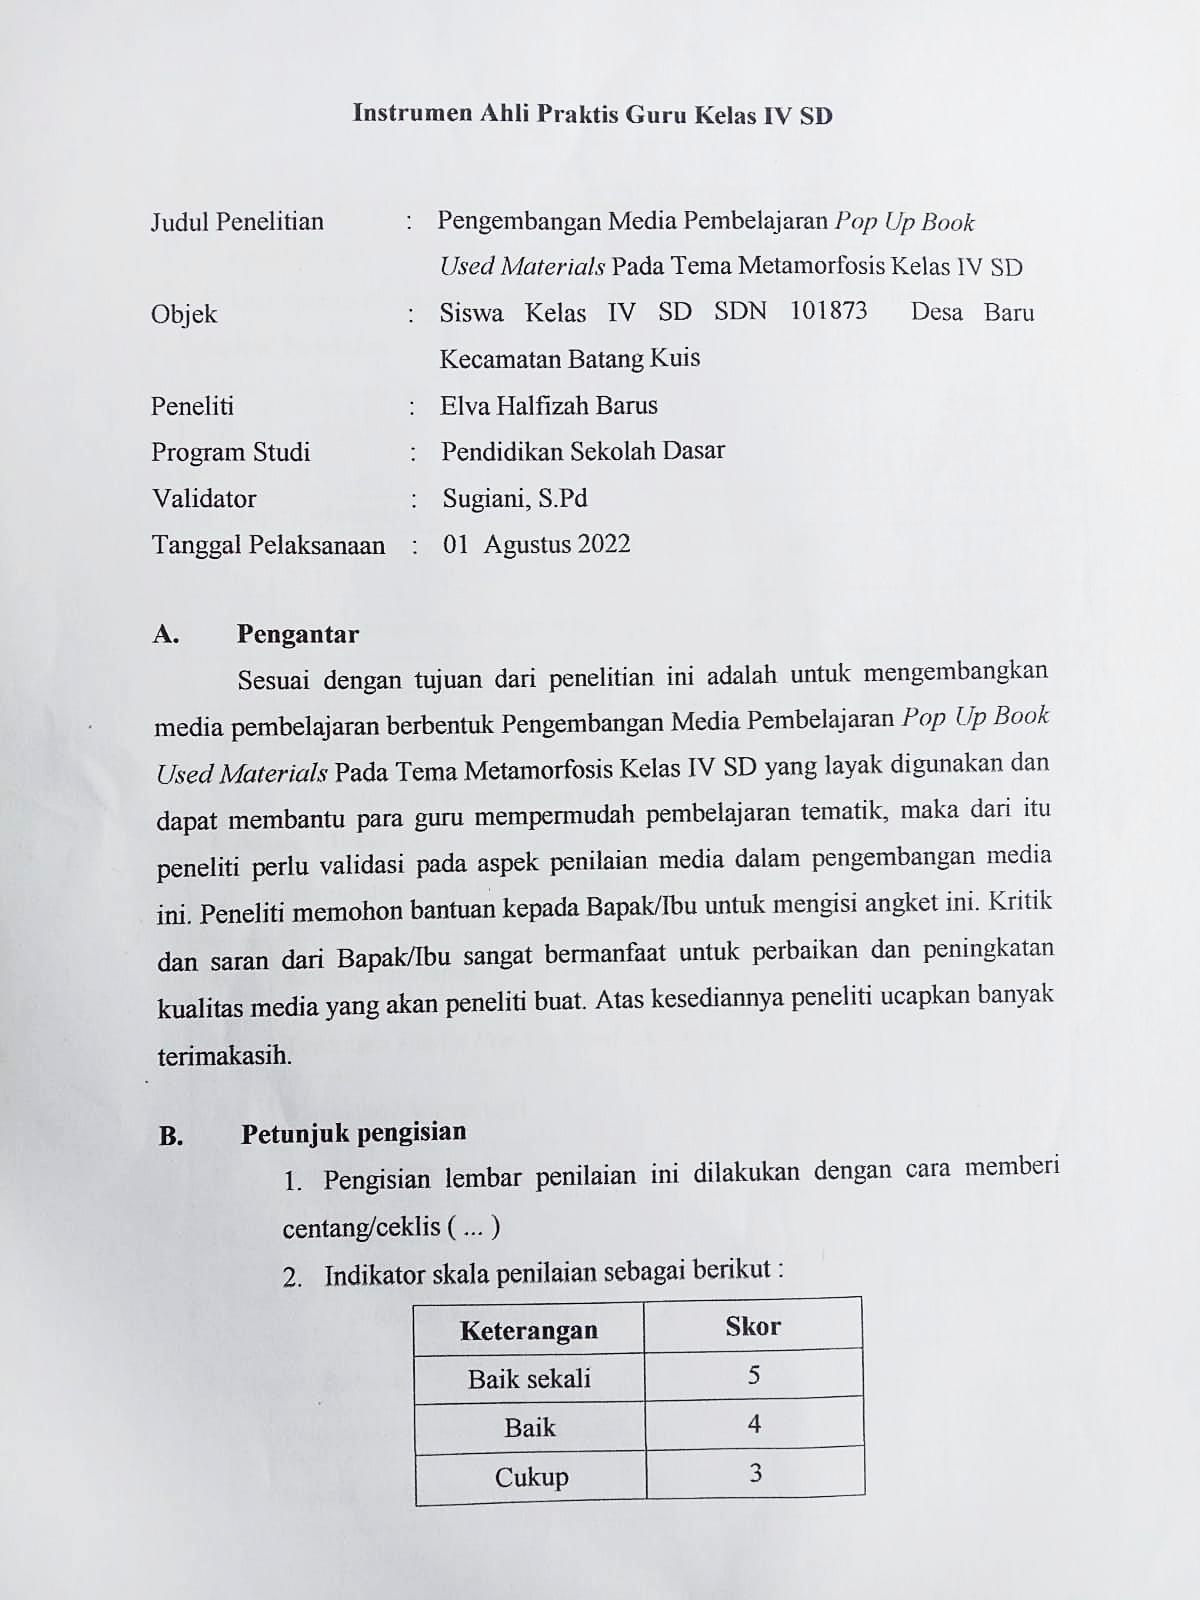 Instrumen Ahli Praktis Guru Kelas IV SD
Judul Penelitian : Pengembangan Media Pembelajaran Pop Up Book
Used Materials Pada Tema Metamorfosis Kelas IV SD
Objek : Siswa Kelas IV SD SDN 101873 Desa Baru
Kecamatan Batang Kuis
Peneliti : Elva Halfizah Barus
Program Studi : Pendidikan Sekolah Dasar
Validator : Sugiani, S.Pd
Tanggal Pelaksanaan : 01 Agustus 2022
A. Pengantar
Sesuai dengan tujuan dari penelitian ini adalah untuk mengembangkan
media pembelajaran berbentuk Pengembangan Media Pembelajaran Pop Up Book
Used Materials Pada Tema Metamorfosis Kelas IV SD yang layak digunakan dan
dapat membantu para guru mempermudah pembelajaran tematik, maka dari itu
peneliti perlu validasi pada aspek penilaian media dalam pengembangan media
ini. Peneliti memohon bantuan kepada Bapak/Ibu untuk mengisi angket ini. Kritik
dan saran dari Bapak/Ibu sangat bermanfaat untuk perbaikan dan peningkatan
kualitas media yang akan peneliti buat. Atas kesediannya peneliti ucapkan banyak
terimakasih.
B. Petunjuk pengisian
1. Pengisian lembar penilaian ini dilakukan dengan cara memberi
centang/ceklis ( ... )
2. Indikator skala penilaian sebagai berikut :
Keterangan Skor
Baik sekali 5
Baik 4
Cukup 3